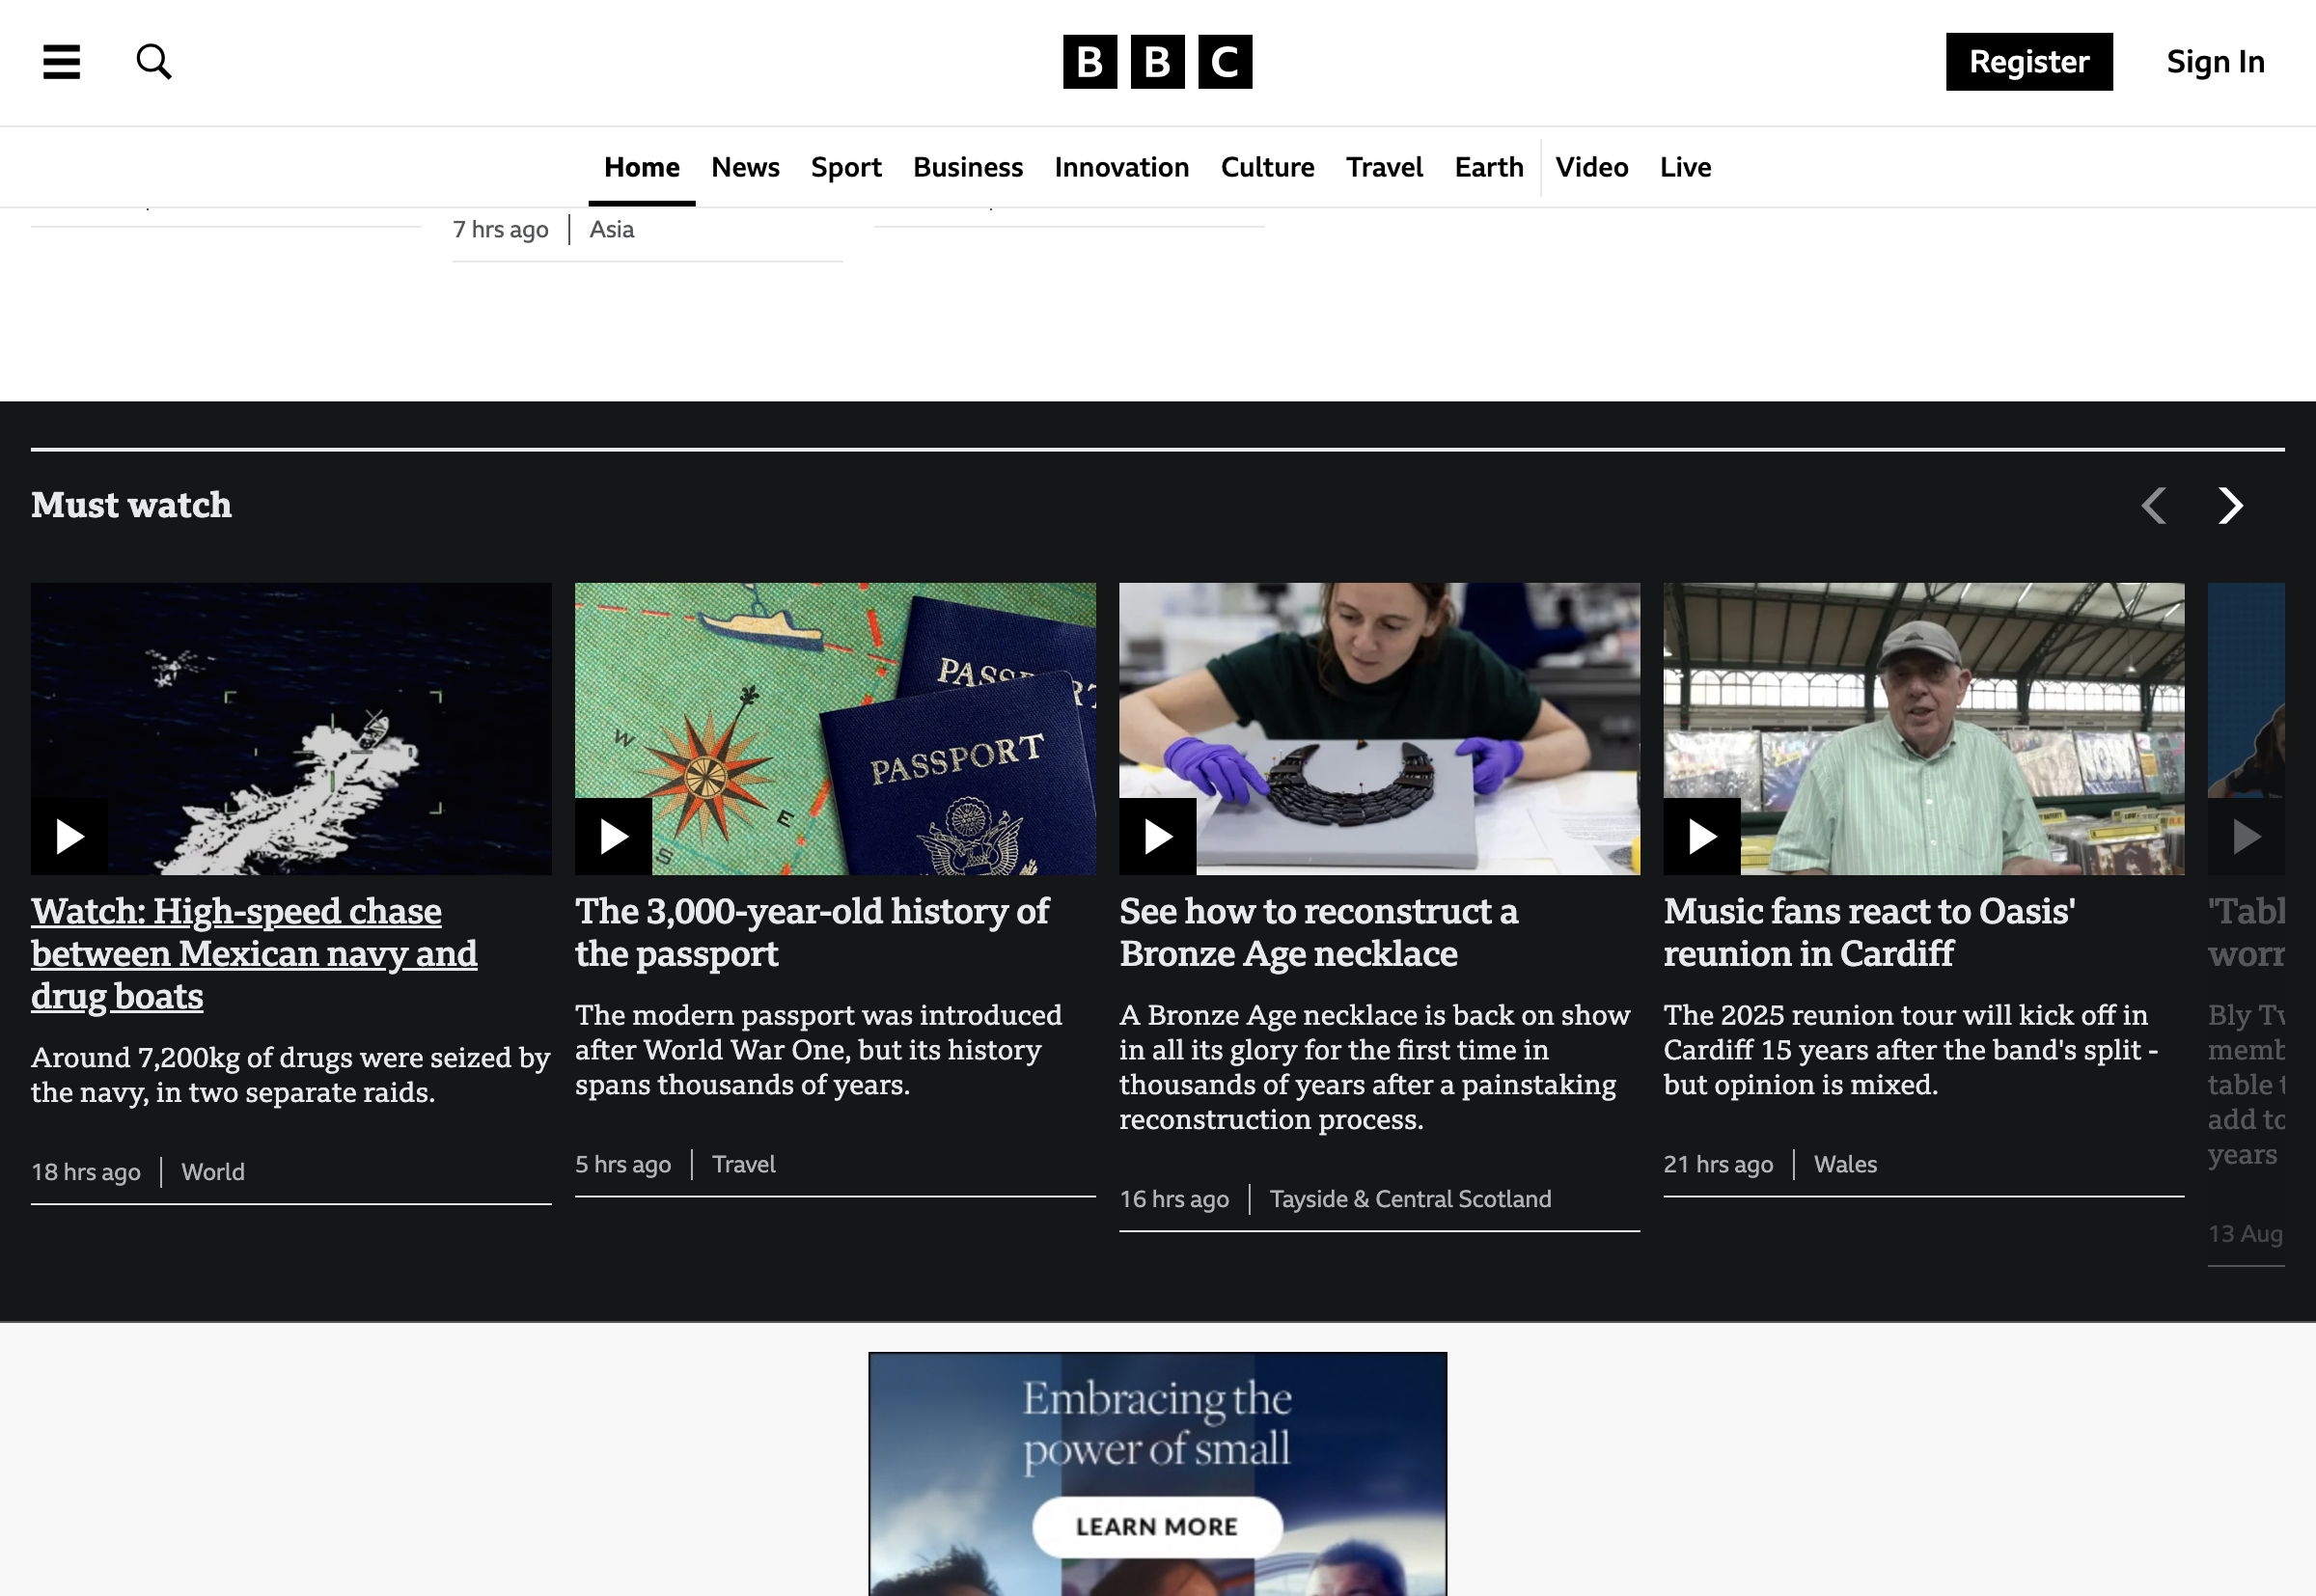 BBC
Register
Sign In
Home
News
Sport
Business
Innovation
Culture
Travel
Earth
Video
Live
7 hrs ago
Asia
Must watch
PASSPORT
W
E
S
NOW
Watch: High-speed chase
between Mexican navy and
drug boats
Around 7,200kg of drugs were seized by
the navy, in two separate raids.
18 hrs ago
World
The 3,000-year-old history of
the passport
The modern passport was introduced
after World War One, but its history
spans thousands of years.
5 hrs ago
Travel
See how to reconstruct a
Bronze Age necklace
A Bronze Age necklace is back on show
in all its glory for the first time in
thousands of years after a painstaking
reconstruction process.
16 hrs ago
Tayside & Central Scotland
Music fans react to Oasis'
reunion in Cardiff
The 2025 reunion tour will kick off in
Cardiff 15 years after the band's split -
but opinion is mixed.
21 hrs ago
Wales
Bly
table
add
years
13 Aug
Embracing the
power of small
LEARN MORE